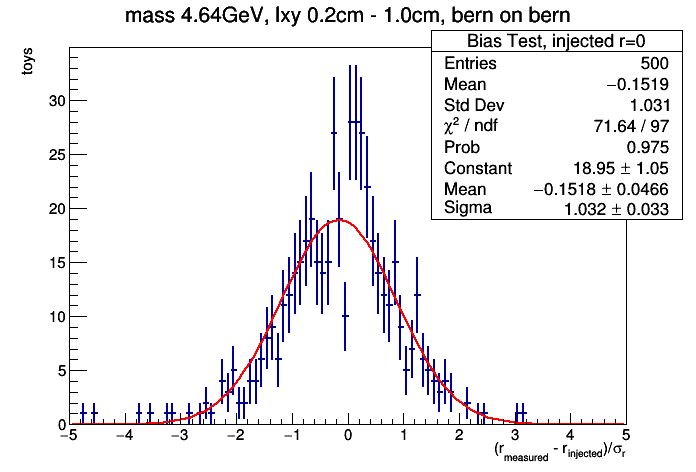 mass 4.64GeV, lxy 0.2cm - 1.0cm, bern on bern
Bias Test, injected r=0
Entries 500
Mean −0.1519
Std Dev 1.031
χ² / ndf 71.64 / 97
Prob 0.975
Constant 18.95 ± 1.05
Mean −0.1518 ± 0.0466
Sigma 1.032 ± 0.033
toys
30
25
20
15
10
5
0
−5 −4 −3 −2 −1 0 1 2 3 4 5
(r_measured - r_injected)/σ_r